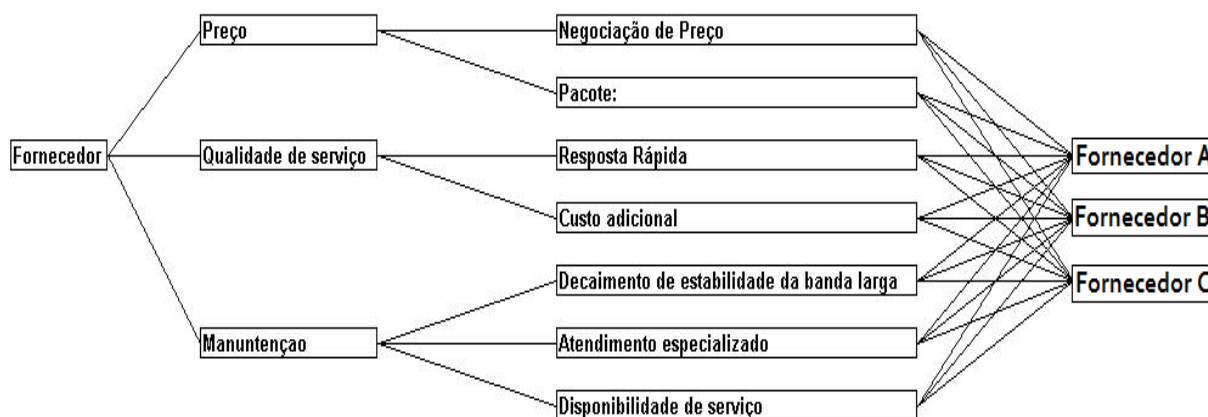 Preço
Negociação de Preço
Pacote:
Fornecedor
Qualidade de serviço
Resposta Rápida
Fornecedor A
Custo adicional
Fornecedor B
Decaimento de estabilidade da banda larga
Fornecedor C
Manuntençao
Atendimento especializado
Disponibilidade de serviço